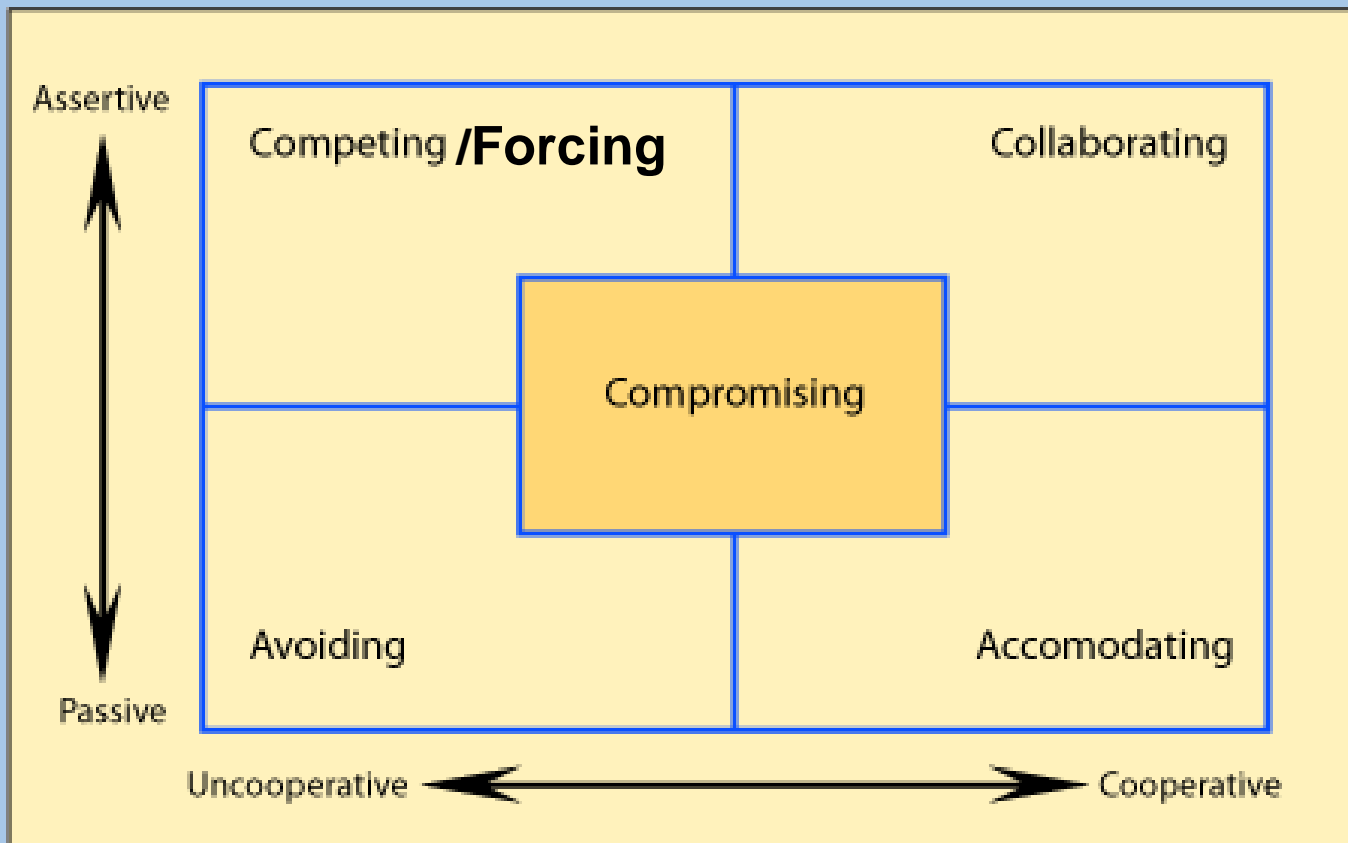 Assertive
Competing /Forcing
Collaborating
Compromising
Avoiding
Accomodating
Passive
Uncooperative
Cooperative